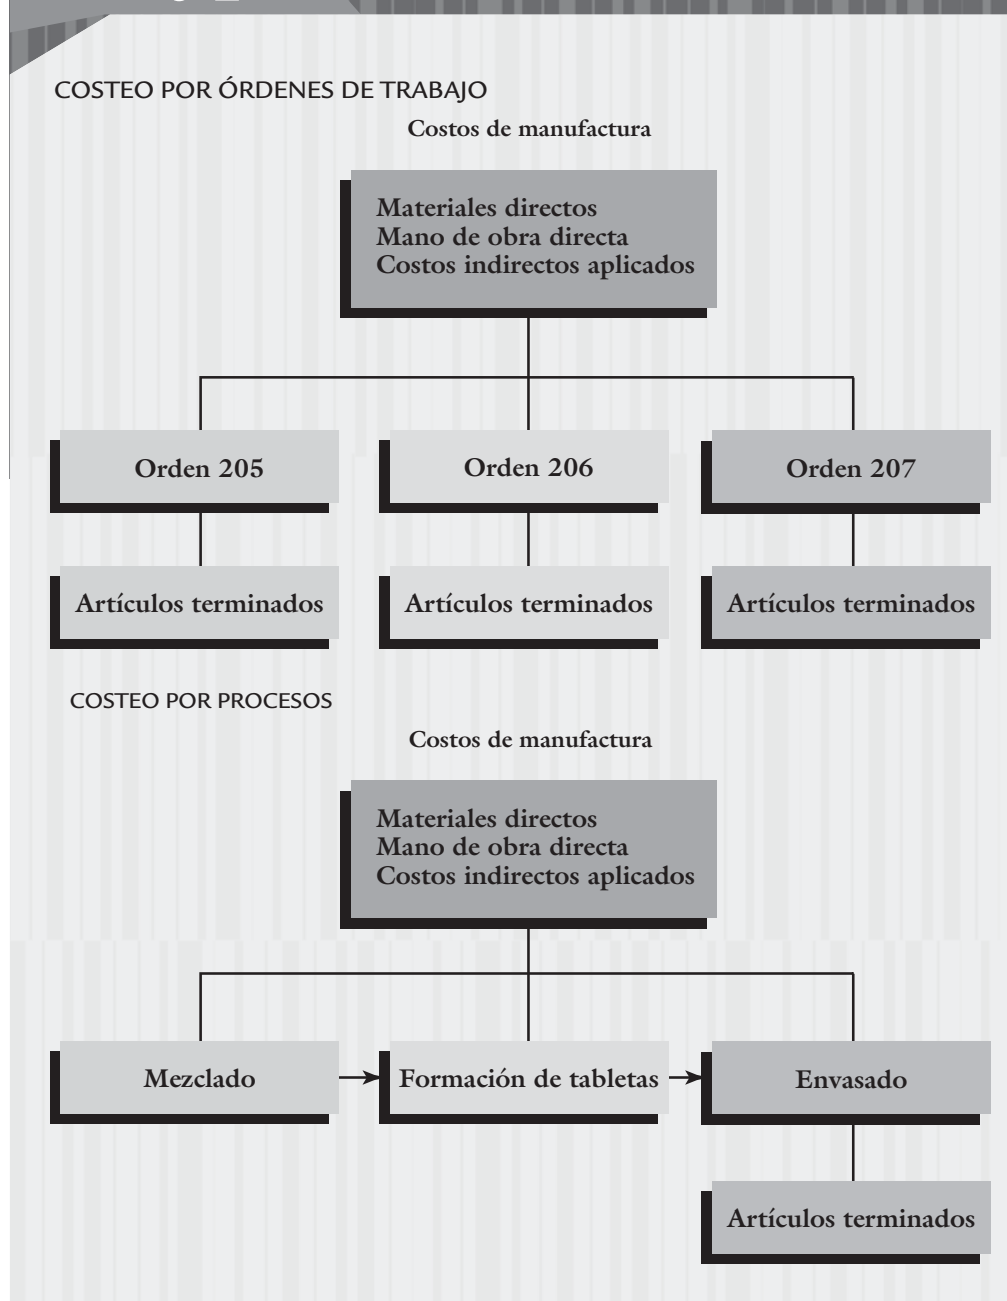 COSTEO POR ÓRDENES DE TRABAJO
Costos de manufactura
Materiales directos
Mano de obra directa
Costos indirectos aplicados
Orden 205
Orden 206
Orden 207
Artículos terminados
Artículos terminados
Artículos terminados
COSTEO POR PROCESOS
Costos de manufactura
Materiales directos
Mano de obra directa
Costos indirectos aplicados
Mezclado
Formación de tabletas
Envasado
Artículos terminados